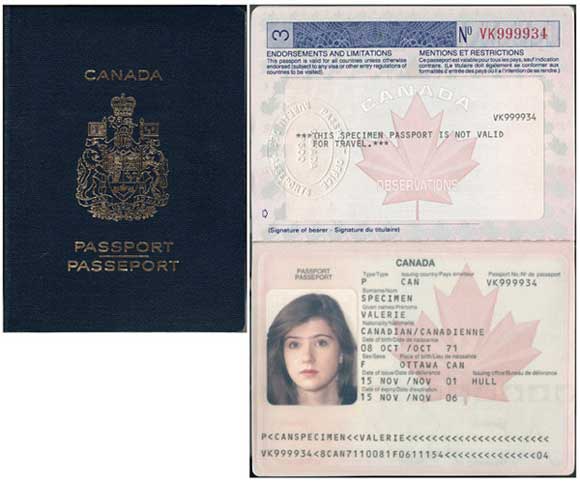 CANADA
PASSPORT
PASSEPORT
3
Nº VK999934
ENDORSEMENTS AND LIMITATIONS
This passport is valid for all countries unless otherwise
endorsed (subject to any visa or other entry regulations of
countries to be visited).
MENTIONS ET RESTRICTIONS
Ce passeport est valide pour tous les pays, sauf indication
contraire. (Le titulaire doit également se conformer aux
formalités d'entrée des pays où il a l'intention de se rendre.)
CANADA
VK999934
***THIS SPECIMEN PASSPORT IS NOT VALID
FOR TRAVEL.***
OBSERVATIONS
(Signature of bearer - Signature du titulaire)
CANADA
PASSPORT
PASSEPORT
Type/Type Issuing country/Pays émetteur Passport No./Nº de passeport
P CAN VK999934
Surname/Nom
SPECIMEN
Given names/Prénoms
VALERIE
Nationality/Nationalité
CANADIAN/CANADIENNE
Date of birth/Date de naissance
08 OCT /OCT 71
Sex/Sexe Place of birth/Lieu de naissance
F OTTAWA CAN
Date of issue/Date de délivrance Issuing office/Bureau de délivrance
15 NOV /NOV 01 HULL
Date of expiry/Date d'expiration
15 NOV /NOV 06
P<CANSPECIMEN<<VALERIE<<<<<<<<<<<<<<<<<<<<<<
VK999934<8CAN7110081F0611154<<<<<<<<<<<<<<04